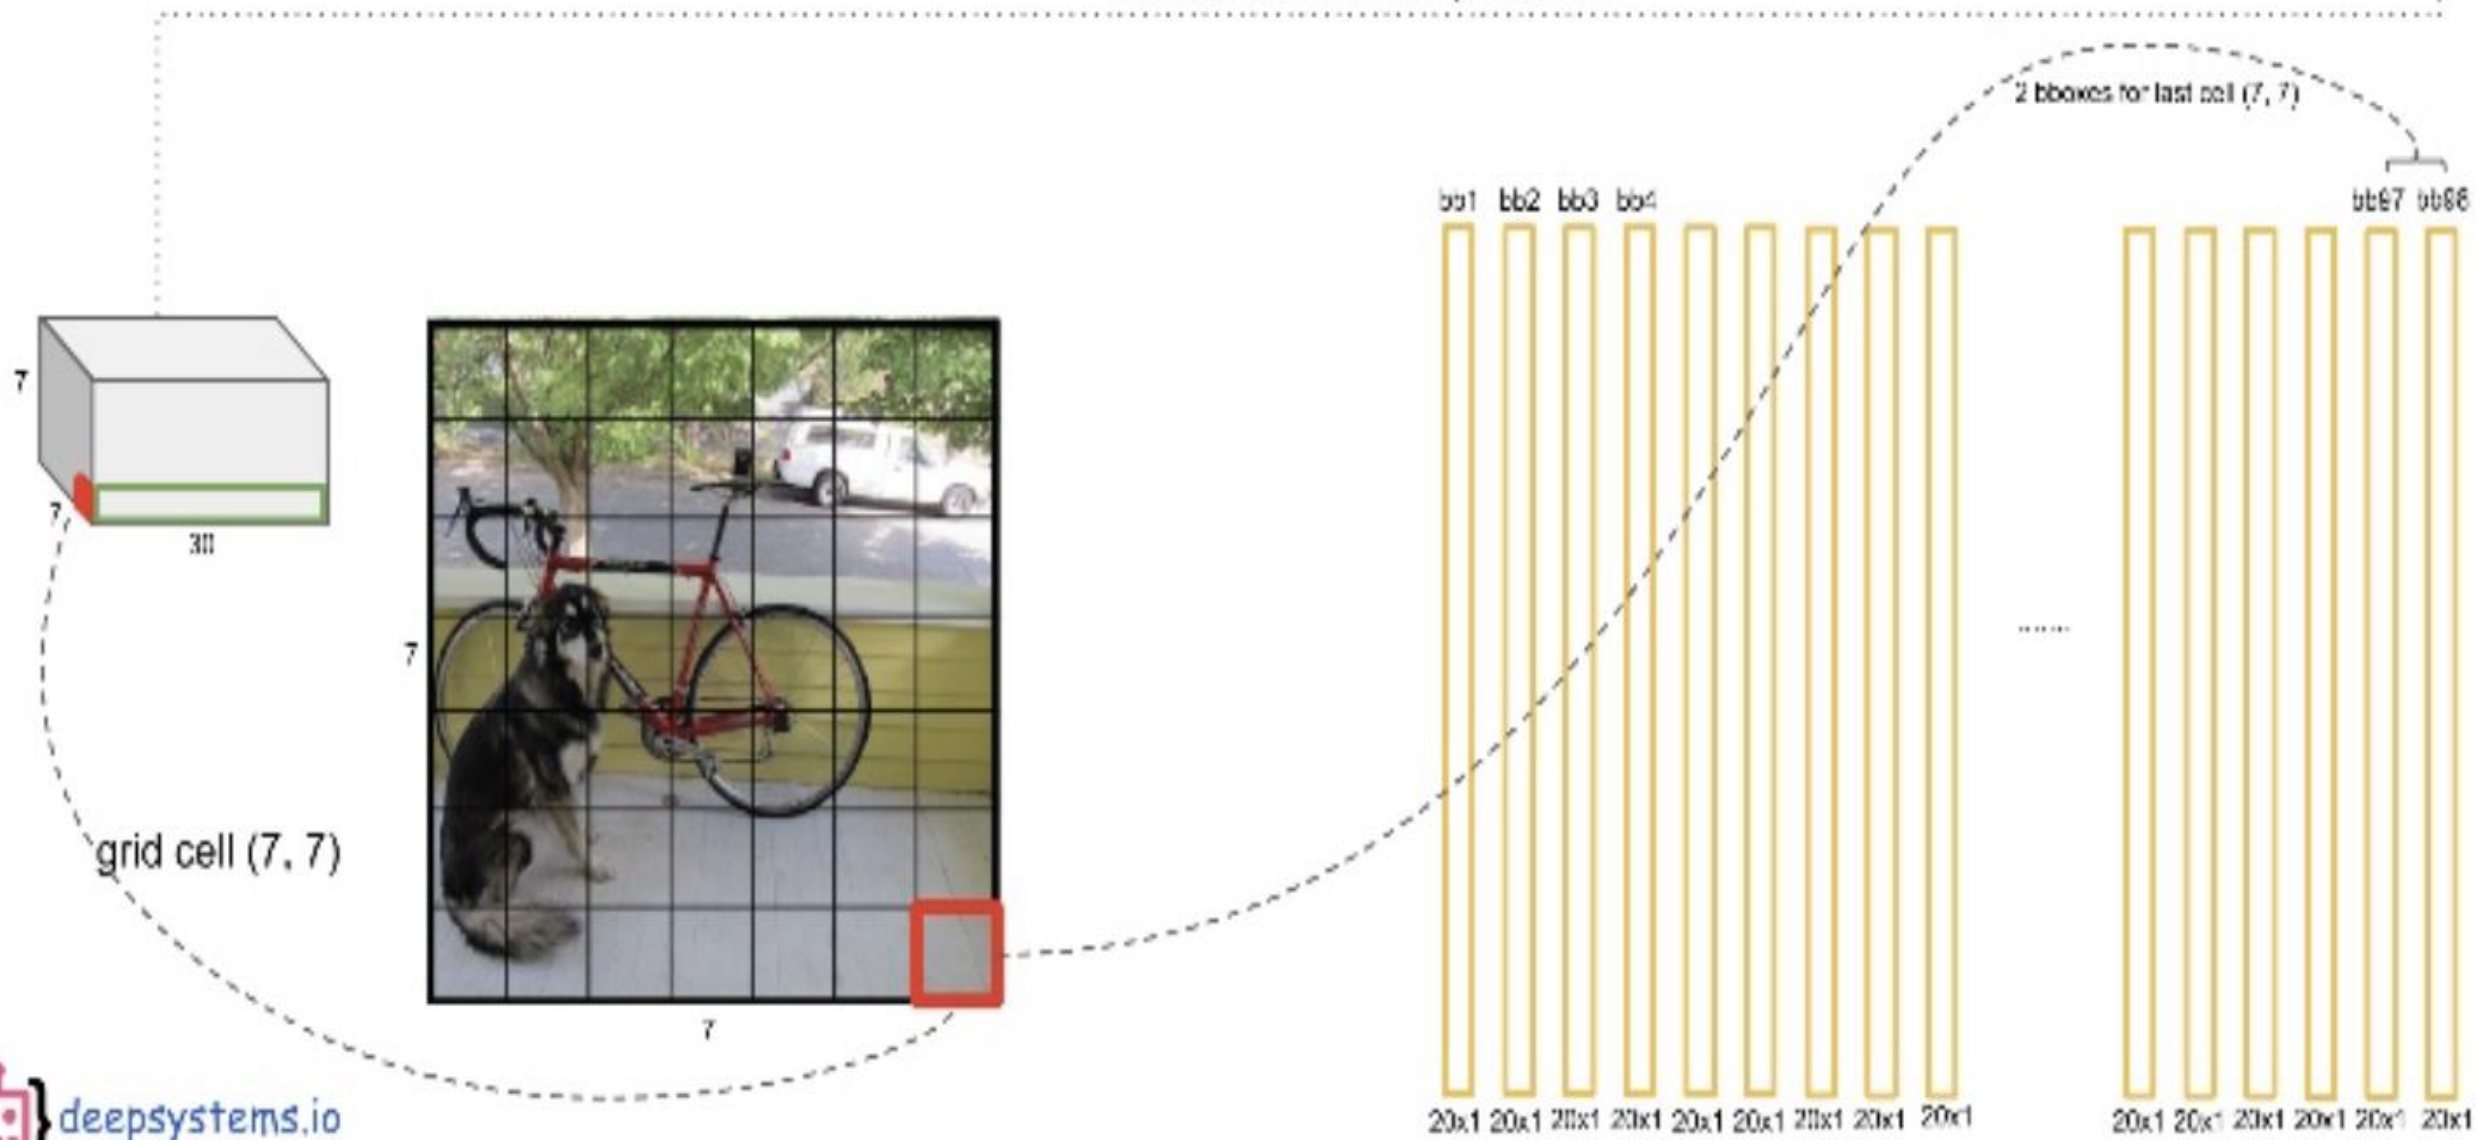 2 bboxes for last cell (7, 7)
bb1 bb2 bb3 bb4
bb97 bb98
7
7
30
7
grid cell (7, 7)
7
deepsystems.io
20x1 20x1 20x1 20x1 20x1 20x1 20x1 20x1 20x1
20x1 20x1 20x1 20x1 20x1 20x1